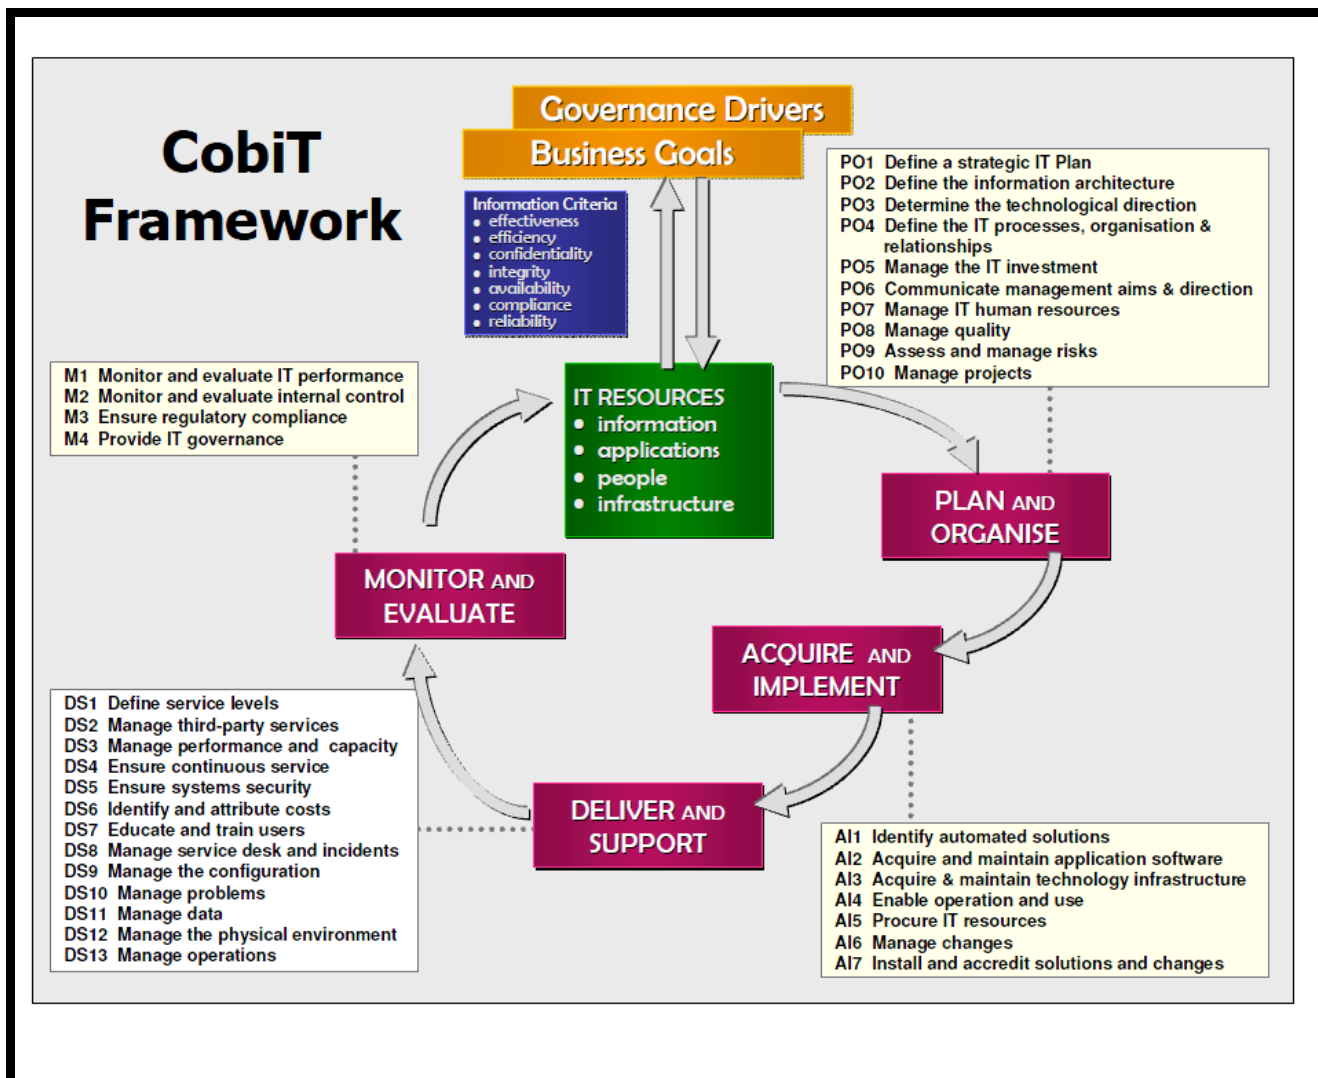 CobiT
Framework
Governance Drivers
Business Goals
Information Criteria
• effectiveness
• efficiency
• confidentiality
• integrity
• availability
• compliance
• reliability
PO1 Define a strategic IT Plan
PO2 Define the information architecture
PO3 Determine the technological direction
PO4 Define the IT processes, organisation &
relationships
PO5 Manage the IT investment
PO6 Communicate management aims & direction
PO7 Manage IT human resources
PO8 Manage quality
PO9 Assess and manage risks
PO10 Manage projects
M1 Monitor and evaluate IT performance
M2 Monitor and evaluate internal control
M3 Ensure regulatory compliance
M4 Provide IT governance
IT RESOURCES
• information
• applications
• people
• infrastructure
PLAN AND
ORGANISE
MONITOR AND
EVALUATE
ACQUIRE AND
IMPLEMENT
DS1 Define service levels
DS2 Manage third-party services
DS3 Manage performance and capacity
DS4 Ensure continuous service
DS5 Ensure systems security
DS6 Identify and attribute costs
DS7 Educate and train users
DS8 Manage service desk and incidents
DS9 Manage the configuration
DS10 Manage problems
DS11 Manage data
DS12 Manage the physical environment
DS13 Manage operations
DELIVER AND
SUPPORT
AI1 Identify automated solutions
AI2 Acquire and maintain application software
AI3 Acquire & maintain technology infrastructure
AI4 Enable operation and use
AI5 Procure IT resources
AI6 Manage changes
AI7 Install and accredit solutions and changes